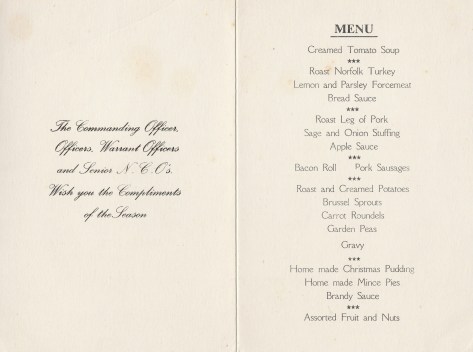 The Commanding Officer,
Officers, Warrant Officers
and Senior N.C.O's.
Wish you the Compliments
of the Season
MENU
Creamed Tomato Soup
***
Roast Norfolk Turkey
Lemon and Parsley Forcemeat
Bread Sauce
***
Roast Leg of Pork
Sage and Onion Stuffing
Apple Sauce
***
Bacon Roll Pork Sausages
***
Roast and Creamed Potatoes
Brussel Sprouts
Carrot Roundels
Garden Peas
Gravy
***
Home made Christmas Pudding
Home made Mince Pies
Brandy Sauce
***
Assorted Fruit and Nuts